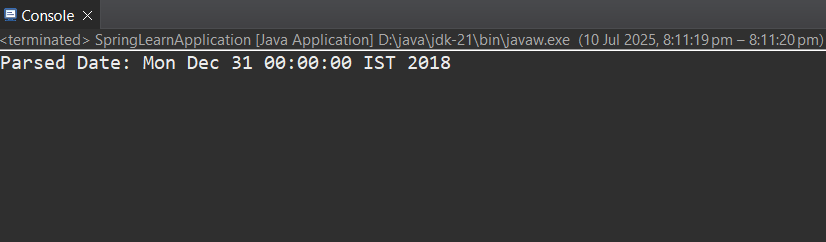 Console
<terminated> SpringLearnApplication [Java Application] D:\java\jdk-21\bin\javaw.exe (10 Jul 2025, 8:11:19 pm – 8:11:20 pm)
Parsed Date: Mon Dec 31 00:00:00 IST 2018